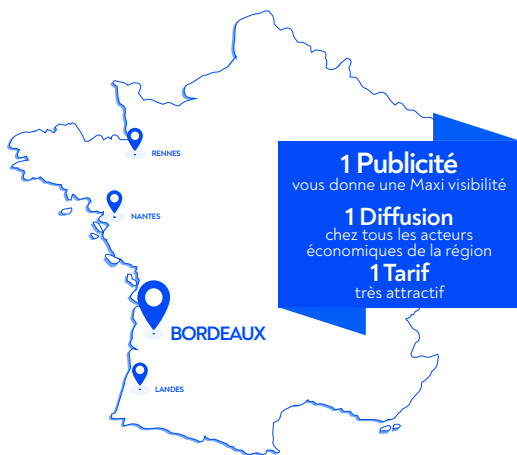 RENNES
1 Publicité
vous donne une Maxi visibilité
NANTES
1 Diffusion
chez tous les acteurs
économiques de la région
1 Tarif
très attractif
BORDEAUX
LANDES